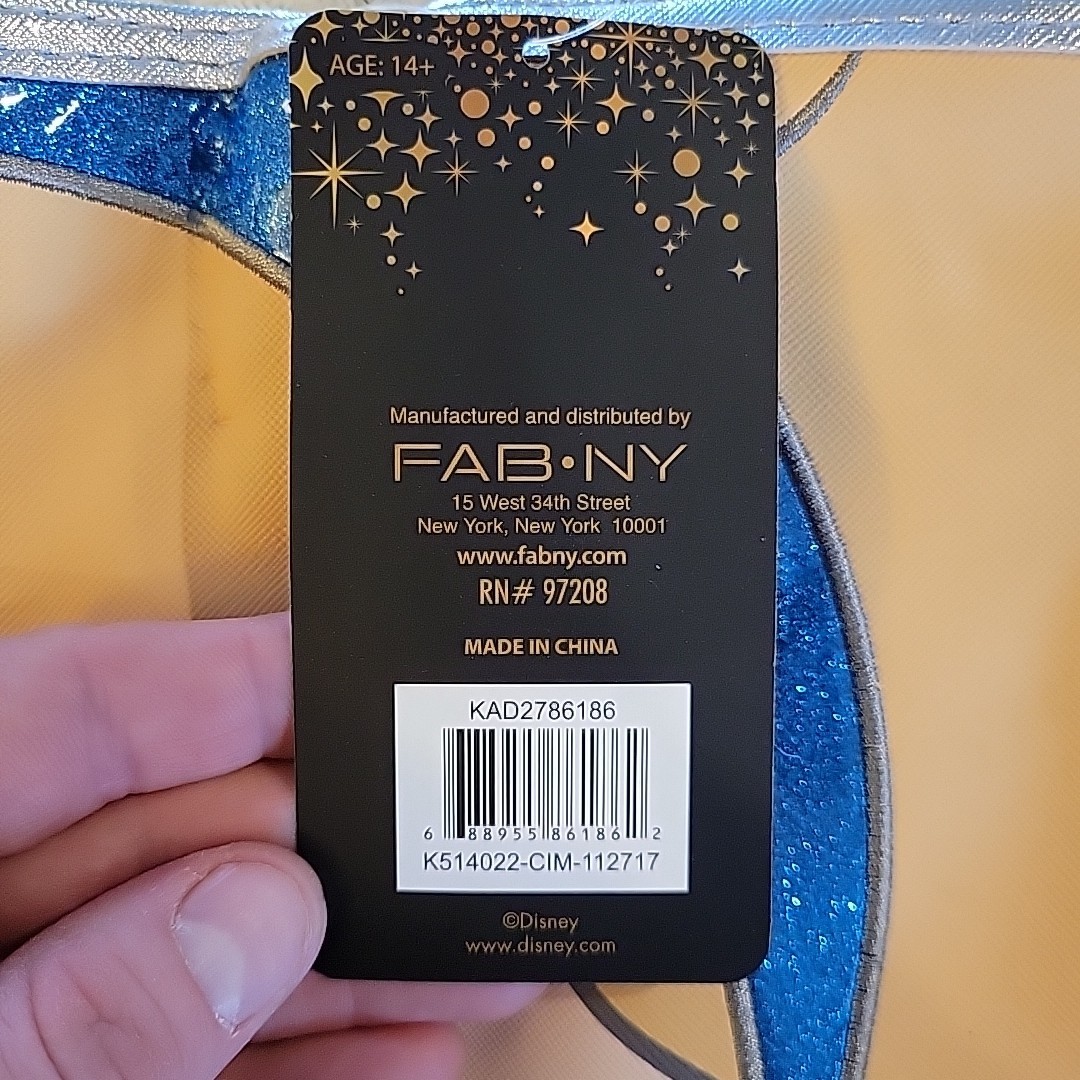 AGE: 14+
Manufactured and distributed by
FAB•NY
15 West 34th Street
New York, New York 10001
www.fabny.com
RN# 97208
MADE IN CHINA
KAD2786186
6 88955 86186 2
K514022-CIM-112717
©Disney
www.disney.com